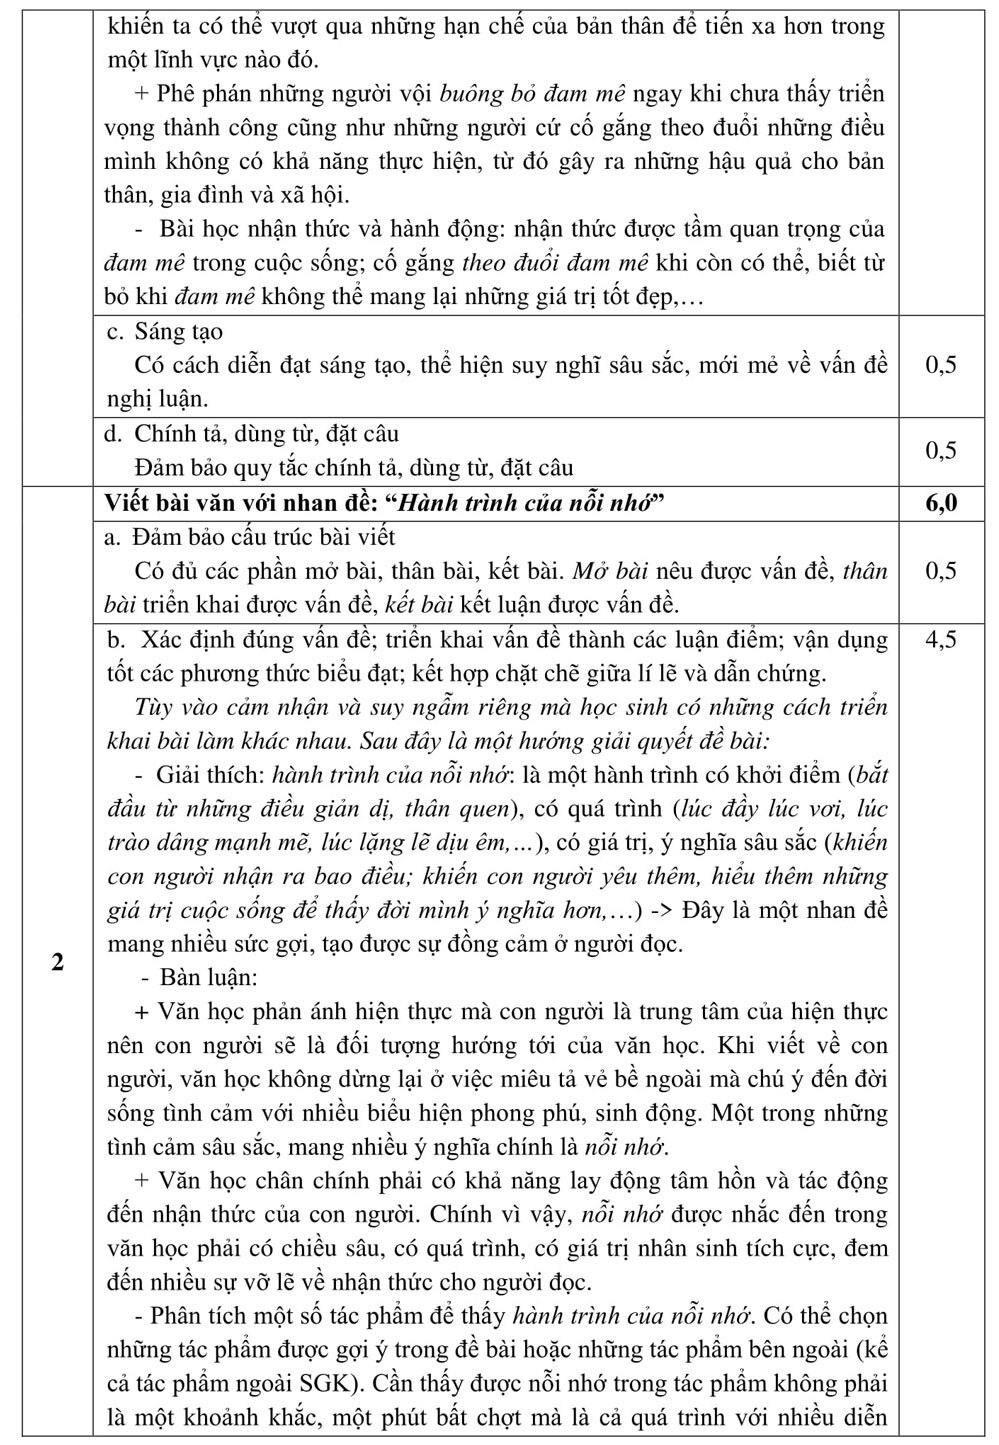 khiến ta có thể vượt qua những hạn chế của bản thân để tiến xa hơn trong
một lĩnh vực nào đó.
+ Phê phán những người vội buông bỏ đam mê ngay khi chưa thấy triển
vọng thành công cũng như những người cứ cố gắng theo đuổi những điều
mình không có khả năng thực hiện, từ đó gây ra những hậu quả cho bản
thân, gia đình và xã hội.
- Bài học nhận thức và hành động: nhận thức được tầm quan trọng của
đam mê trong cuộc sống; cố gắng theo đuổi đam mê khi còn có thể, biết từ
bỏ khi đam mê không thể mang lại những giá trị tốt đẹp,…
c. Sáng tạo
Có cách diễn đạt sáng tạo, thể hiện suy nghĩ sâu sắc, mới mẻ về vấn đề 0,5
nghị luận.
d. Chính tả, dùng từ, đặt câu
0,5
Đảm bảo quy tắc chính tả, dùng từ, đặt câu
Viết bài văn với nhan đề: “Hành trình của nỗi nhớ” 6,0
a. Đảm bảo cấu trúc bài viết
Có đủ các phần mở bài, thân bài, kết bài. Mở bài nêu được vấn đề, thân 0,5
bài triển khai được vấn đề, kết bài kết luận được vấn đề.
b. Xác định đúng vấn đề; triển khai vấn đề thành các luận điểm; vận dụng 4,5
tốt các phương thức biểu đạt; kết hợp chặt chẽ giữa lí lẽ và dẫn chứng.
Tùy vào cảm nhận và suy ngẫm riêng mà học sinh có những cách triển
khai bài làm khác nhau. Sau đây là một hướng giải quyết đề bài:
- Giải thích: hành trình của nỗi nhớ: là một hành trình có khởi điểm (bắt
đầu từ những điều giản dị, thân quen), có quá trình (lúc đầy lúc vơi, lúc
trào dâng mạnh mẽ, lúc lặng lẽ dịu êm,...), có giá trị, ý nghĩa sâu sắc (khiến
con người nhận ra bao điều; khiến con người yêu thêm, hiểu thêm những
giá trị cuộc sống để thấy đời mình ý nghĩa hơn,…) -> Đây là một nhan đề
mang nhiều sức gợi, tạo được sự đồng cảm ở người đọc.
2
- Bàn luận:
+ Văn học phản ánh hiện thực mà con người là trung tâm của hiện thực
nên con người sẽ là đối tượng hướng tới của văn học. Khi viết về con
người, văn học không dừng lại ở việc miêu tả vẻ bề ngoài mà chú ý đến đời
sống tình cảm với nhiều biểu hiện phong phú, sinh động. Một trong những
tình cảm sâu sắc, mang nhiều ý nghĩa chính là nỗi nhớ.
+ Văn học chân chính phải có khả năng lay động tâm hồn và tác động
đến nhận thức của con người. Chính vì vậy, nỗi nhớ được nhắc đến trong
văn học phải có chiều sâu, có quá trình, có giá trị nhân sinh tích cực, đem
đến nhiều sự vỡ lẽ về nhận thức cho người đọc.
- Phân tích một số tác phẩm để thấy hành trình của nỗi nhớ. Có thể chọn
những tác phẩm được gợi ý trong đề bài hoặc những tác phẩm bên ngoài (kể
cả tác phẩm ngoài SGK). Cần thấy được nỗi nhớ trong tác phẩm không phải
là một khoảnh khắc, một phút bất chợt mà là cả quá trình với nhiều diễn